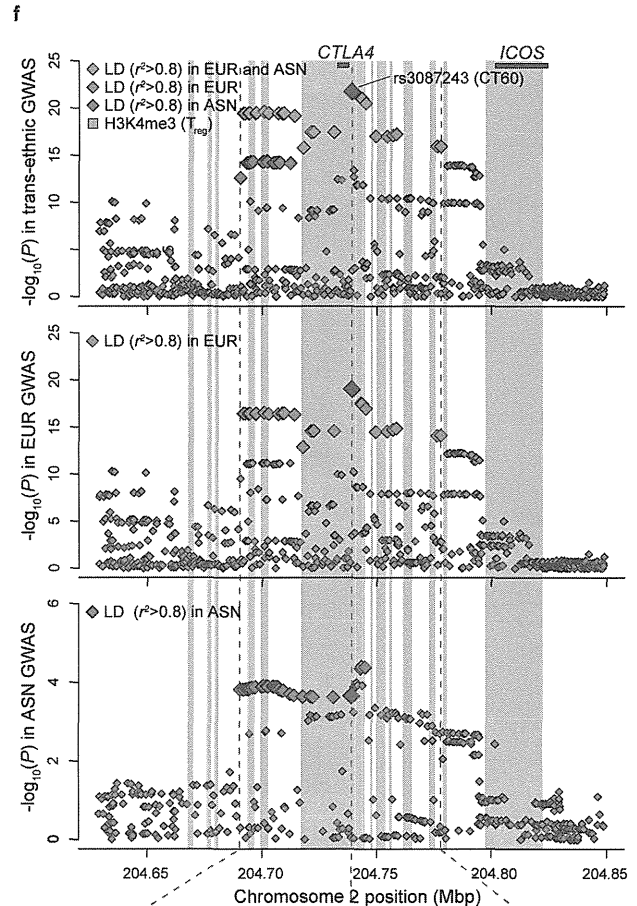 f
CTLA4
ICOS
25
LD (r²>0.8) in EUR and ASN
LD (r²>0.8) in EUR
LD (r²>0.8) in ASN
H3K4me3 (Treg)
rs3087243 (CT60)
20
15
10
5
0
-log10(P) in trans-ethnic GWAS
25
LD (r²>0.8) in EUR
20
15
10
5
0
-log10(P) in EUR GWAS
6
LD (r²>0.8) in ASN
4
2
0
-log10(P) in ASN GWAS
204.65 204.70 204.75 204.80 204.85
Chromosome 2 position (Mbp)